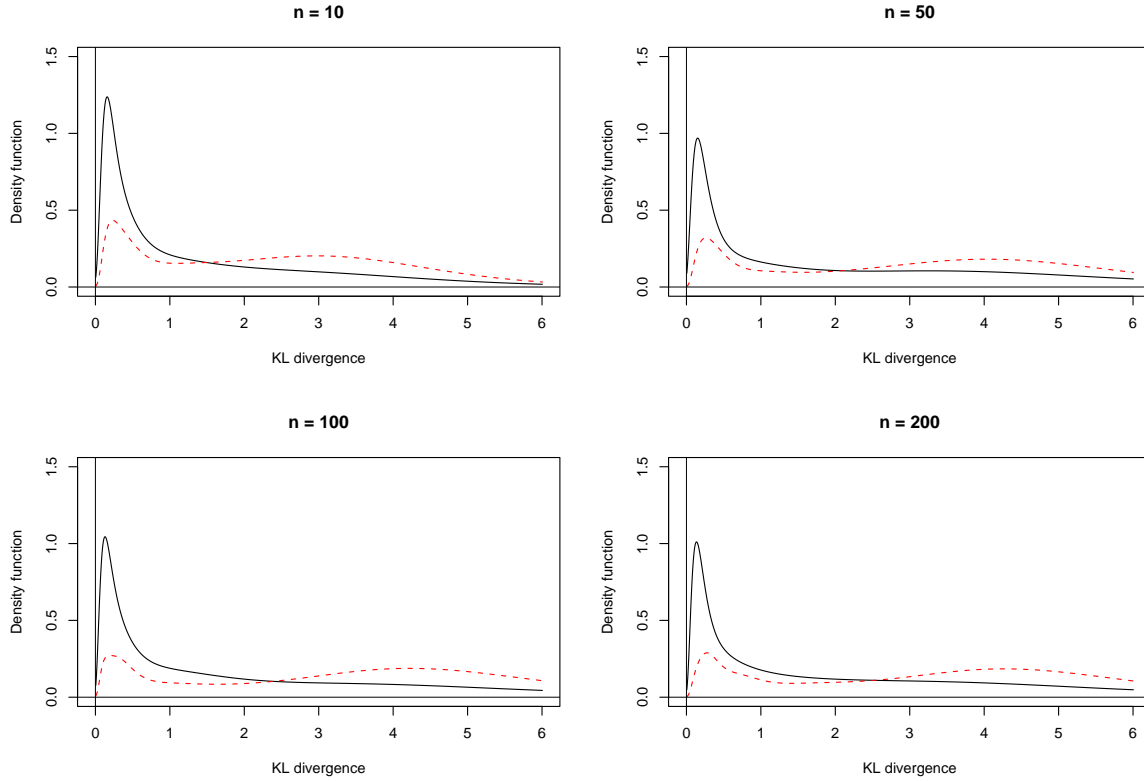 n = 10
1.5
1.0
0.5
0.0
Density function
0 1 2 3 4 5 6
KL divergence
n = 50
1.5
1.0
0.5
0.0
Density function
0 1 2 3 4 5 6
KL divergence
n = 100
1.5
1.0
0.5
0.0
Density function
0 1 2 3 4 5 6
KL divergence
n = 200
1.5
1.0
0.5
0.0
Density function
0 1 2 3 4 5 6
KL divergence